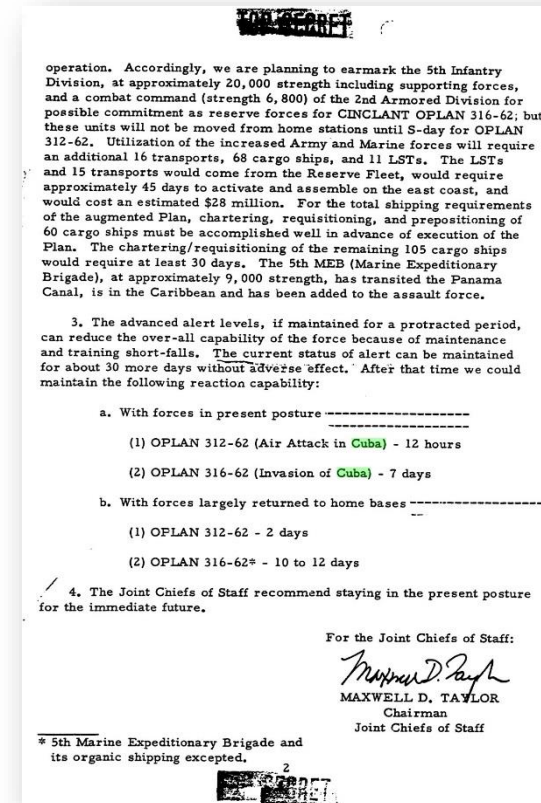 TOP SECRET
operation. Accordingly, we are planning to earmark the 5th Infantry
Division, at approximately 20,000 strength including supporting forces,
and a combat command (strength 6,800) of the 2nd Armored Division for
possible commitment as reserve forces for CINCLANT OPLAN 316-62; but
these units will not be moved from home stations until S-day for OPLAN
312-62. Utilization of the increased Army and Marine forces will require
an additional 16 transports, 68 cargo ships, and 11 LSTs. The LSTs
and 15 transports would come from the Reserve Fleet, would require
approximately 45 days to activate and assemble on the east coast, and
would cost an estimated $28 million. For the total shipping requirements
of the augmented Plan, chartering, requisitioning, and prepositioning of
60 cargo ships must be accomplished well in advance of execution of the
Plan. The chartering/requisitioning of the remaining 105 cargo ships
would require at least 30 days. The 5th MEB (Marine Expeditionary
Brigade), at approximately 9,000 strength, has transited the Panama
Canal, is in the Caribbean and has been added to the assault force.
3. The advanced alert levels, if maintained for a protracted period,
can reduce the over-all capability of the force because of maintenance
and training short-falls. The current status of alert can be maintained
for about 30 more days without adverse effect. After that time we could
maintain the following reaction capability:
a. With forces in present posture -------------------
-------------------
(1) OPLAN 312-62 (Air Attack in Cuba) - 12 hours
(2) OPLAN 316-62 (Invasion of Cuba) - 7 days
b. With forces largely returned to home bases ------------------
--
(1) OPLAN 312-62 - 2 days
(2) OPLAN 316-62* - 10 to 12 days
4. The Joint Chiefs of Staff recommend staying in the present posture
for the immediate future.
For the Joint Chiefs of Staff:
Maxwell D. Taylor
MAXWELL D. TAYLOR
Chairman
Joint Chiefs of Staff
* 5th Marine Expeditionary Brigade and
its organic shipping excepted.
2
SECRET